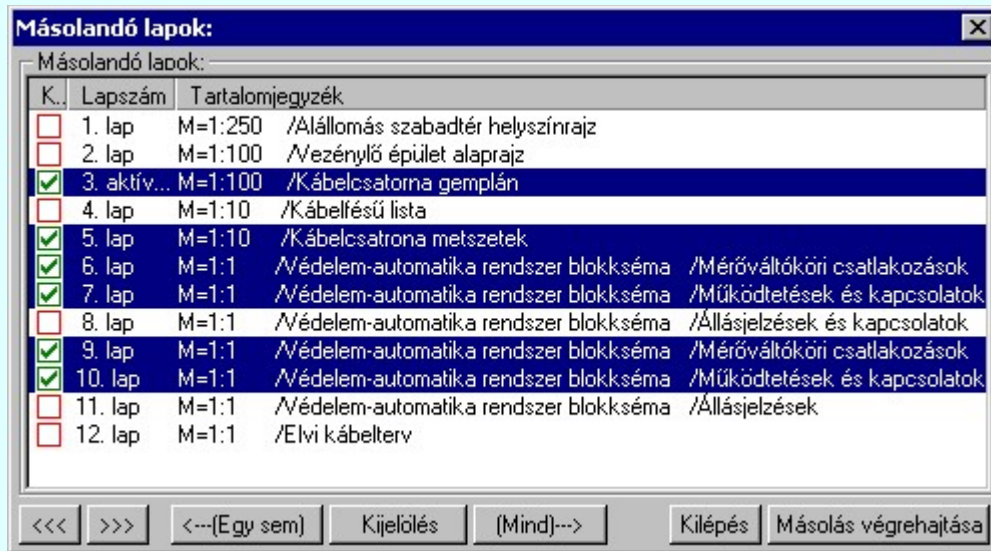 Másolandó lapok:
Másolandó lapok:
K.. Lapszám Tartalomjegyzék
1. lap M=1:250 /Alállomás szabadtér helyszínrajz
2. lap M=1:100 /Vezénylő épület alaprajz
3. aktív... M=1:100 /Kábelcsatorna gemplán
4. lap M=1:10 /Kábelfésű lista
5. lap M=1:10 /Kábelcsatrona metszetek
6. lap M=1:1 /Védelem-automatika rendszer blokkséma /Mérőváltóköri csatlakozások
7. lap M=1:1 /Védelem-automatika rendszer blokkséma /Működtetések és kapcsolatok
8. lap M=1:1 /Védelem-automatika rendszer blokkséma /Állásjelzések és kapcsolatok
9. lap M=1:1 /Védelem-automatika rendszer blokkséma /Mérőváltóköri csatlakozások
10. lap M=1:1 /Védelem-automatika rendszer blokkséma /Működtetések és kapcsolatok
11. lap M=1:1 /Védelem-automatika rendszer blokkséma /Állásjelzések
12. lap M=1:1 /Elvi kábelterv
<<< >>> <---(Egy sem) Kijelölés (Mind)---> Kilépés Másolás végrehajtása